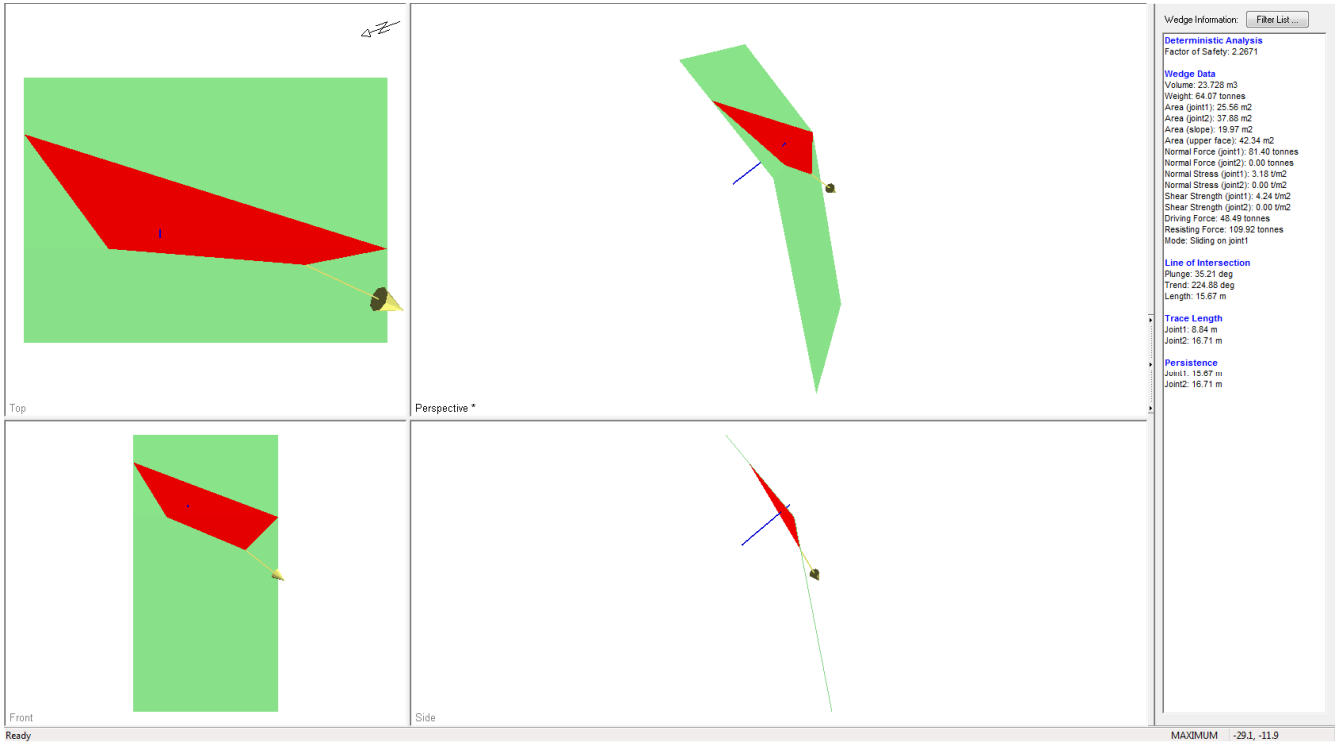 Wedge Information:
Filter List ...
Deterministic Analysis
Factor of Safety: 2.2671
Wedge Data
Volume: 23.728 m3
Weight: 64.07 tonnes
Area (joint1): 25.56 m2
Area (joint2): 37.88 m2
Area (slope): 19.97 m2
Area (upper face): 42.34 m2
Normal Force (joint1): 81.40 tonnes
Normal Force (joint2): 0.00 tonnes
Normal Stress (joint1): 3.18 t/m2
Normal Stress (joint2): 0.00 t/m2
Shear Strength (joint1): 4.24 t/m2
Shear Strength (joint2): 0.00 t/m2
Driving Force: 48.49 tonnes
Resisting Force: 109.92 tonnes
Mode: Sliding on joint1
Line of Intersection
Plunge: 35.21 deg
Trend: 224.88 deg
Length: 15.67 m
Trace Length
Joint1: 8.84 m
Joint2: 16.71 m
Persistence
Joint1: 15.67 m
Joint2: 16.71 m
Z
Top
Perspective *
Front
Side
Ready
MAXIMUM
-29.1, -11.9